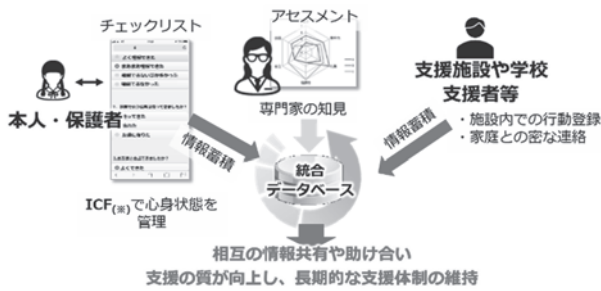 チェックリスト
アセスメント
本人・保護者
専門家の知見
支援施設や学校
支援者等
・施設内での行動登録
・家庭との密な連絡
情報蓄積
情報蓄積
統合
データベース
ICF(※)で心身状態を
管理
相互の情報共有や助け合い
支援の質が向上し、長期的な支援体制の維持